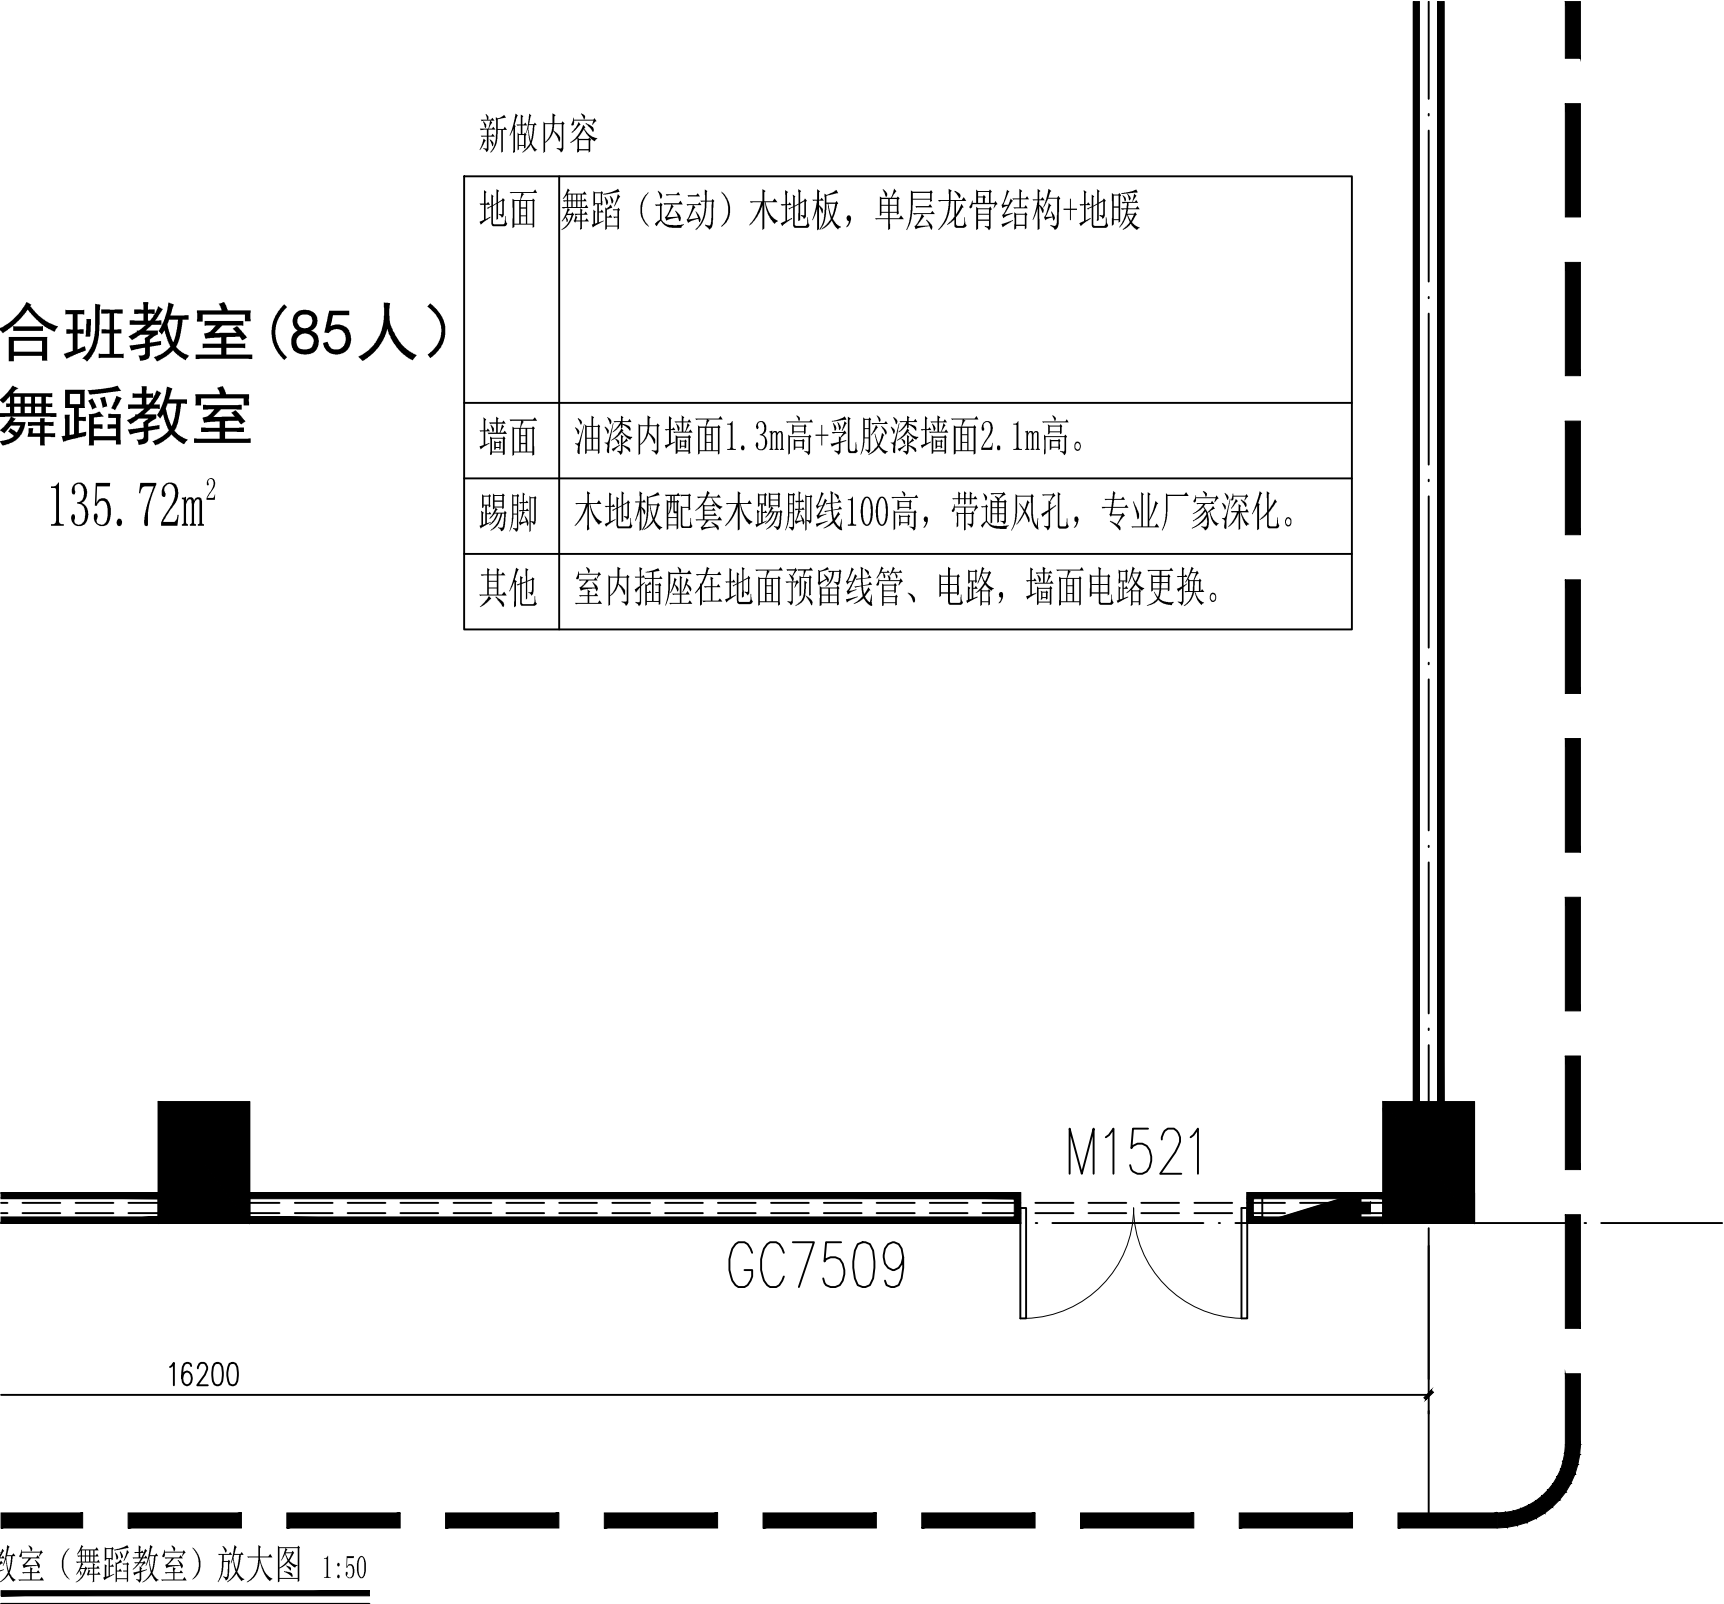 新做内容
地面 舞蹈（运动）木地板，单层龙骨结构+地暖
合班教室(85人)
舞蹈教室
135.72m²
墙面 油漆内墙面1.3m高+乳胶漆墙面2.1m高。
踢脚 木地板配套木踢脚线100高，带通风孔，专业厂家深化。
其他 室内插座在地面预留线管、电路，墙面电路更换。
M1521
GC7509
16200
教室（舞蹈教室）放大图 1:50